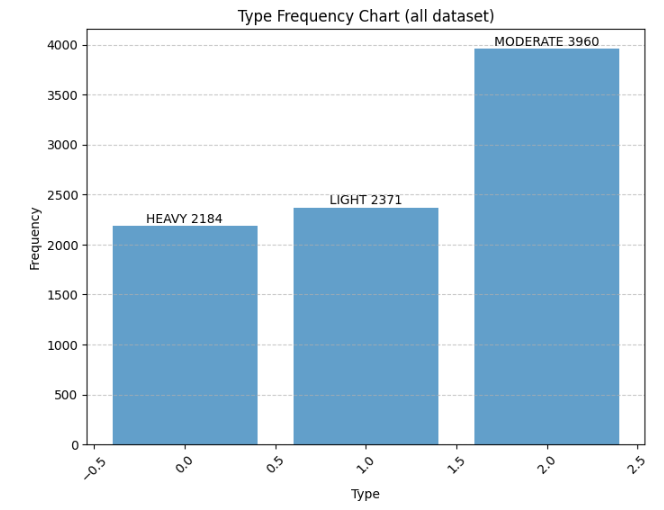 Type Frequency Chart (all dataset)
4000
3500
3000
2500
2000
1500
1000
500
0
Frequency
HEAVY 2184
LIGHT 2371
MODERATE 3960
−0.5
0.0
0.5
1.0
1.5
2.0
2.5
Type